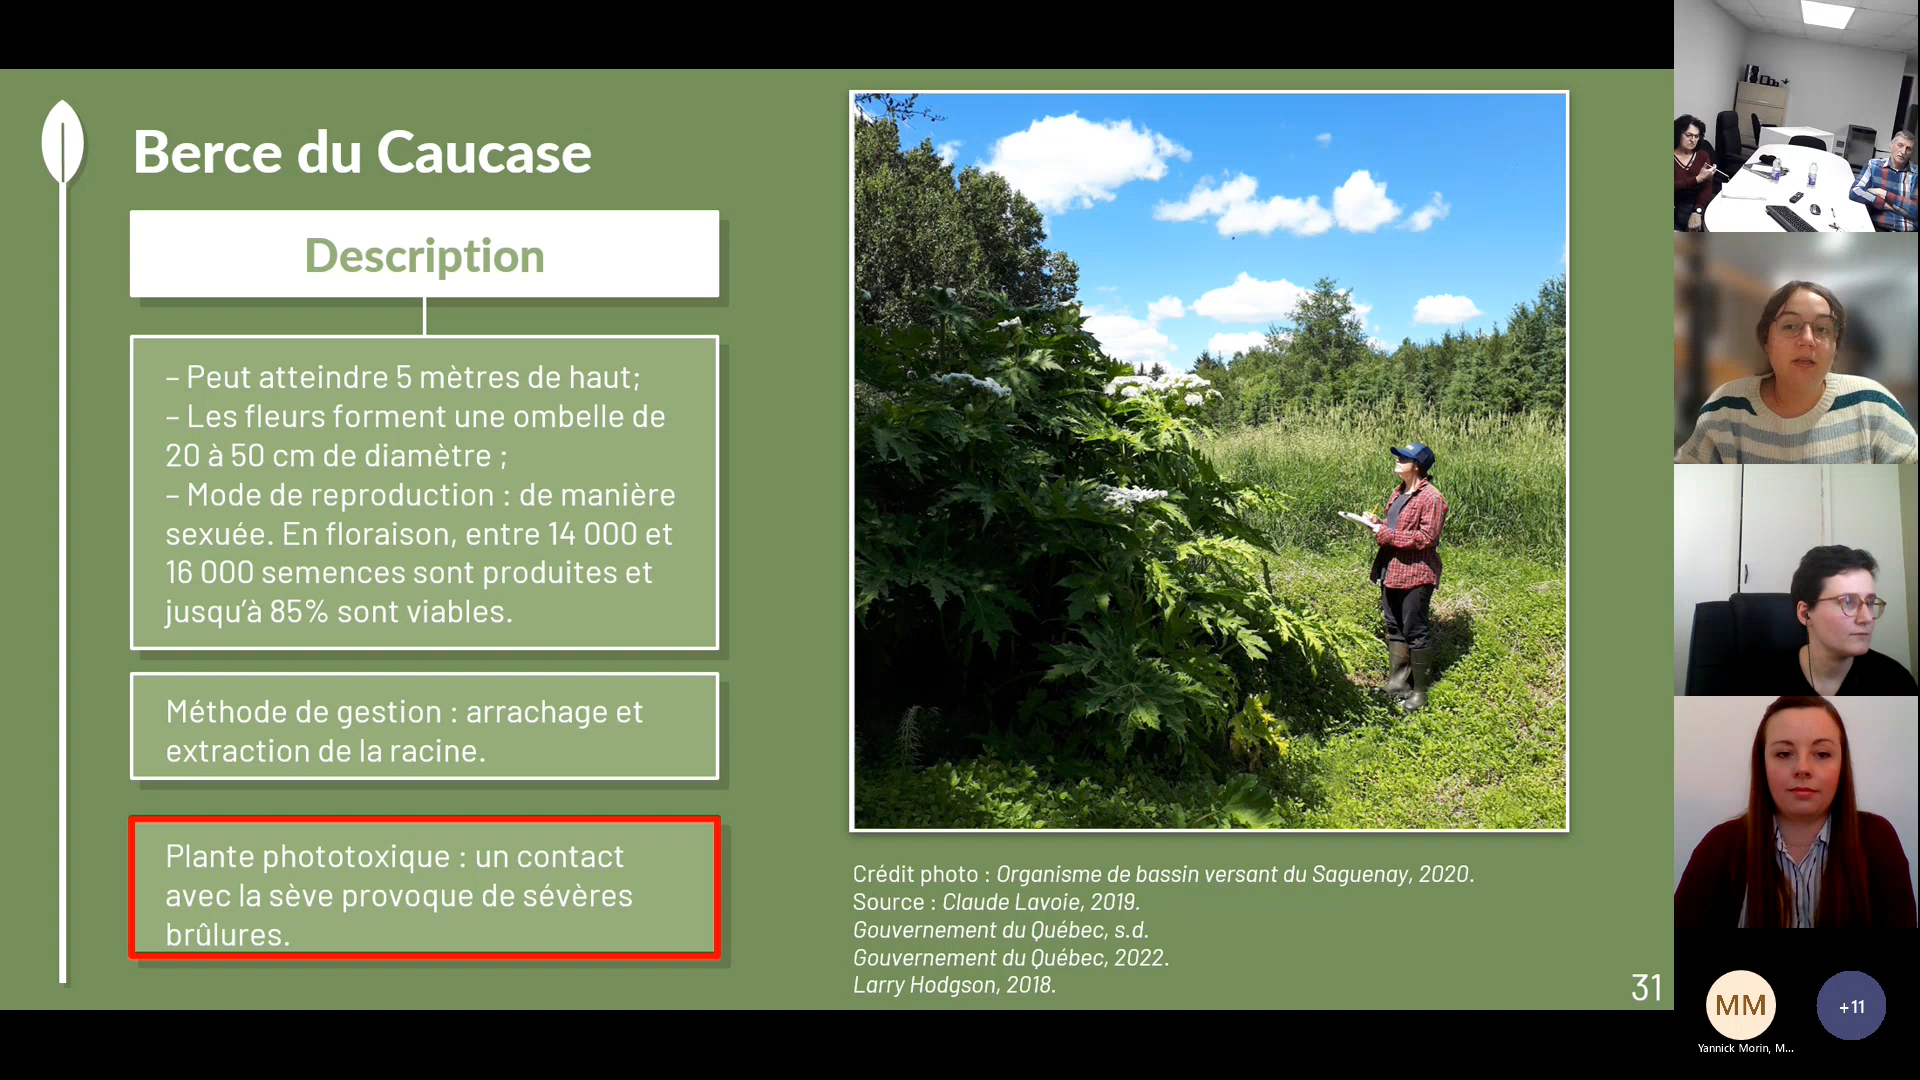 Berce du Caucase
Description
– Peut atteindre 5 mètres de haut;
– Les fleurs forment une ombelle de
20 à 50 cm de diamètre ;
– Mode de reproduction : de manière
sexuée. En floraison, entre 14 000 et
16 000 semences sont produites et
jusqu’à 85% sont viables.
Méthode de gestion : arrachage et
extraction de la racine.
Plante phototoxique : un contact
avec la sève provoque de sévères
brûlures.
Crédit photo : Organisme de bassin versant du Saguenay, 2020.
Source : Claude Lavoie, 2019.
Gouvernement du Québec, s.d.
Gouvernement du Québec, 2022.
Larry Hodgson, 2018.
31
MM
+11
Yannick Morin, M...